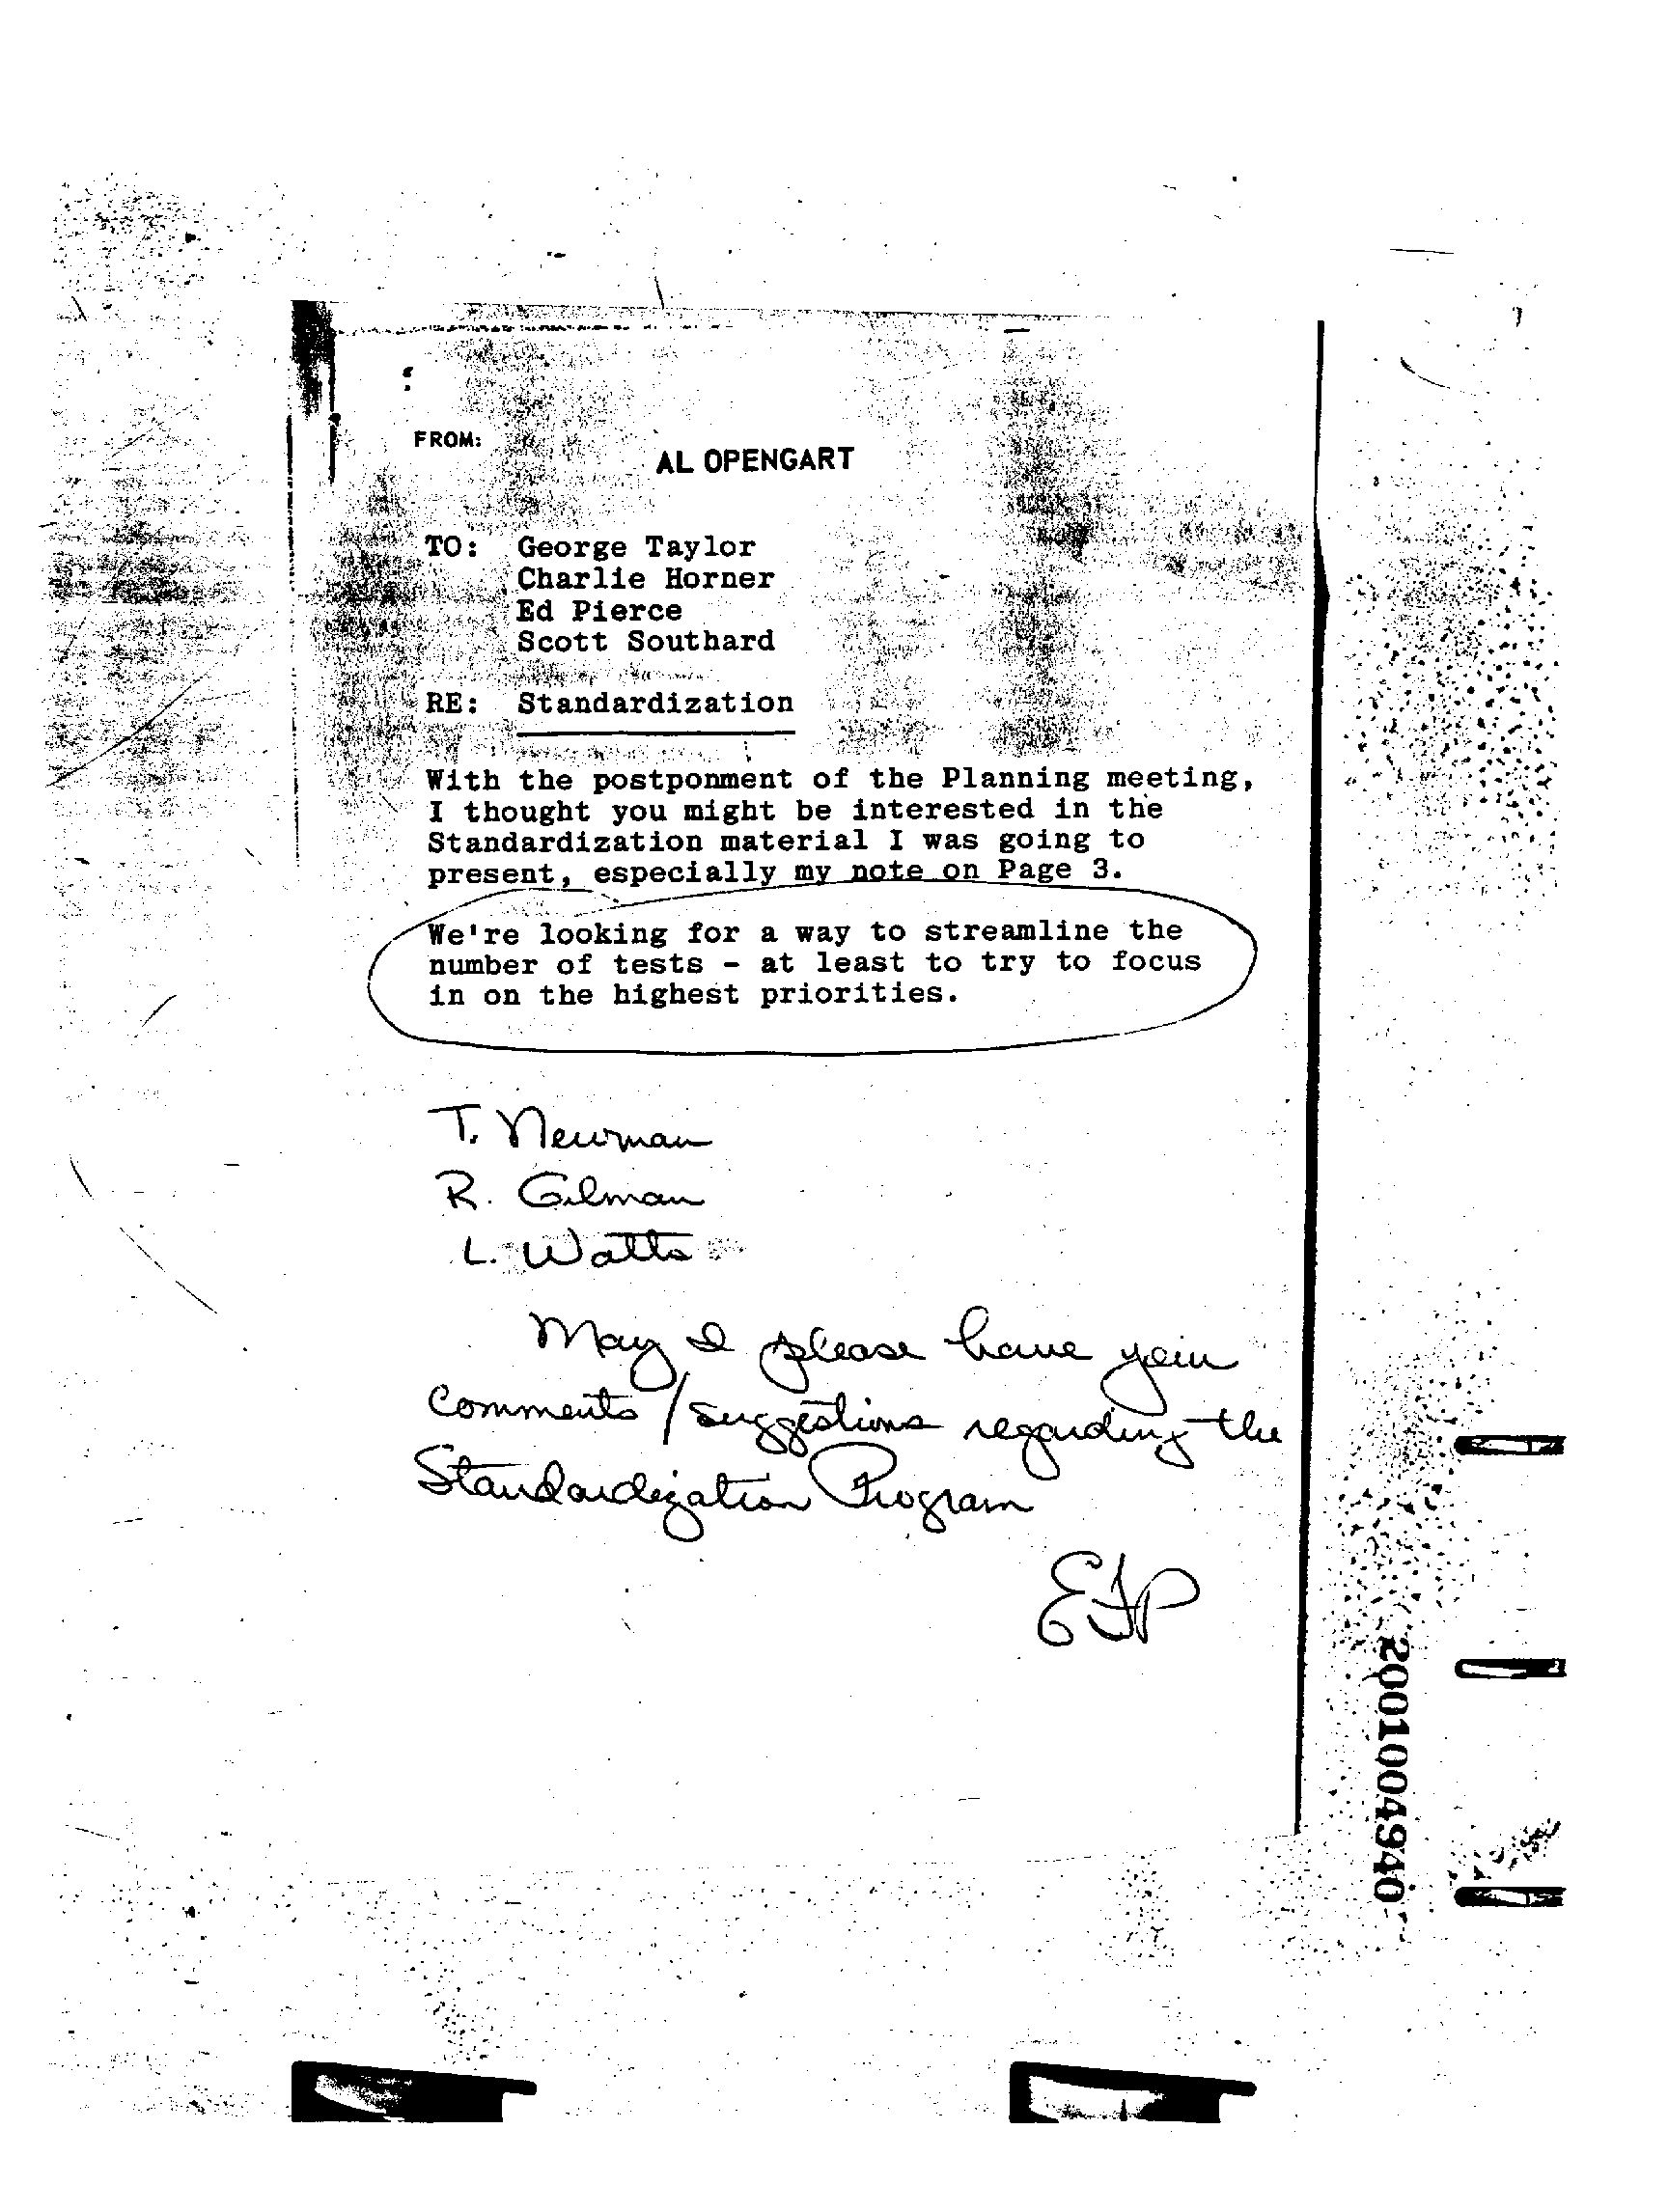 FROM:
AL OPENGART
TO: George Taylor
Charlie Horner
Ed Pierce
Scott Southard
RE: Standardization
With the postponment of the Planning meeting,
I thought you might be interested in the
Standardization material I was going to
present, especially my note on Page 3.
We're looking for a way to streamline the
number of tests - at least to try to focus
in on the highest priorities.
T. Newman
R. Gilman
L. Watts
May I please have your
comments / suggestions regarding the
Standardization Program
EFP
2001004940